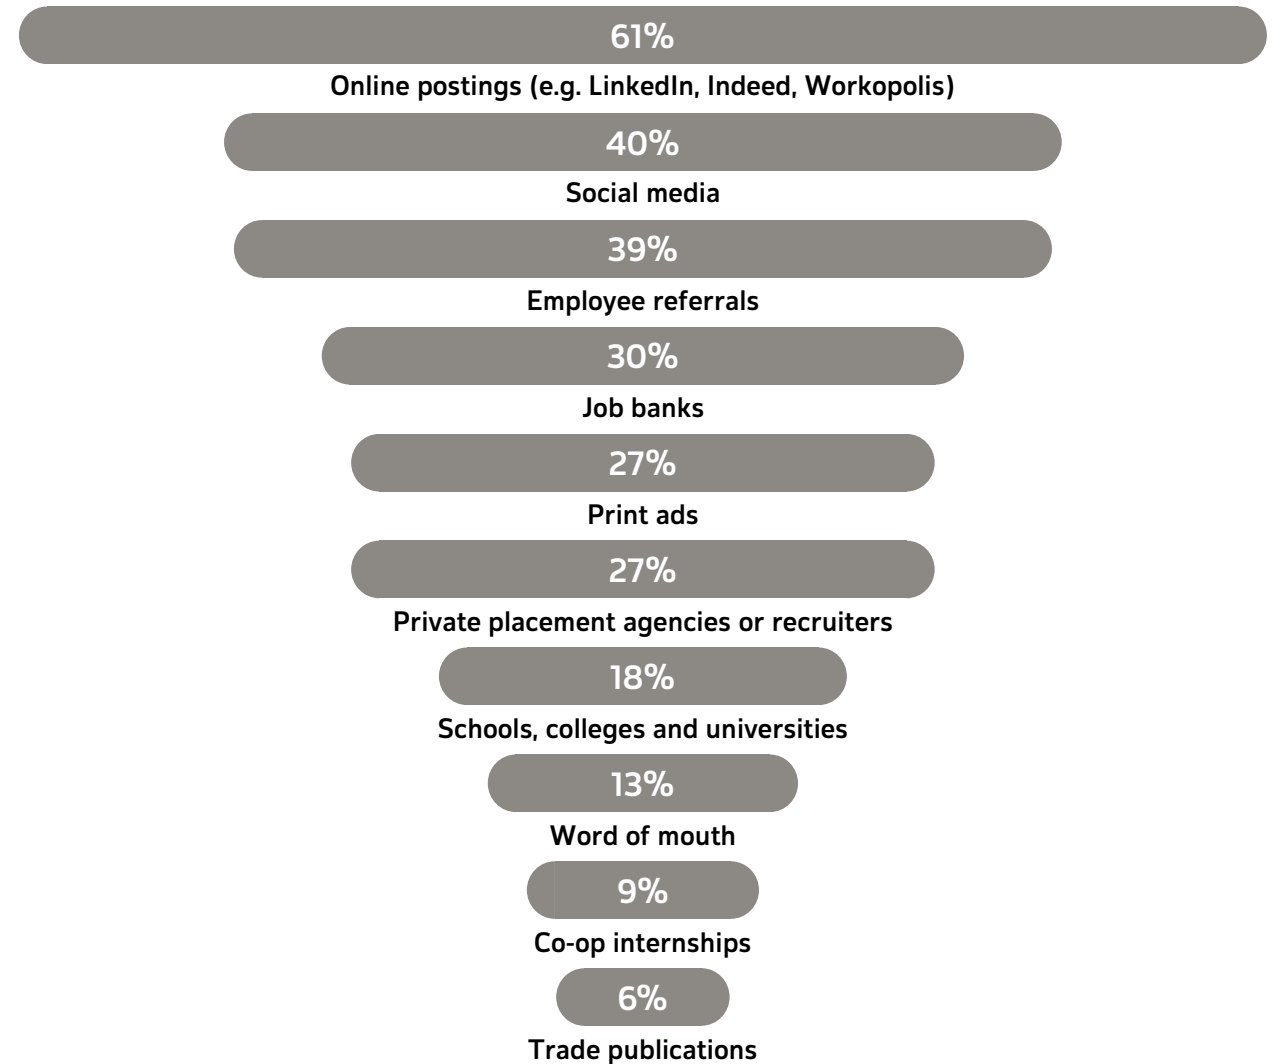 61%
Online postings (e.g. LinkedIn, Indeed, Workopolis)
40%
Social media
39%
Employee referrals
30%
Job banks
27%
Print ads
27%
Private placement agencies or recruiters
18%
Schools, colleges and universities
13%
Word of mouth
9%
Co-op internships
6%
Trade publications